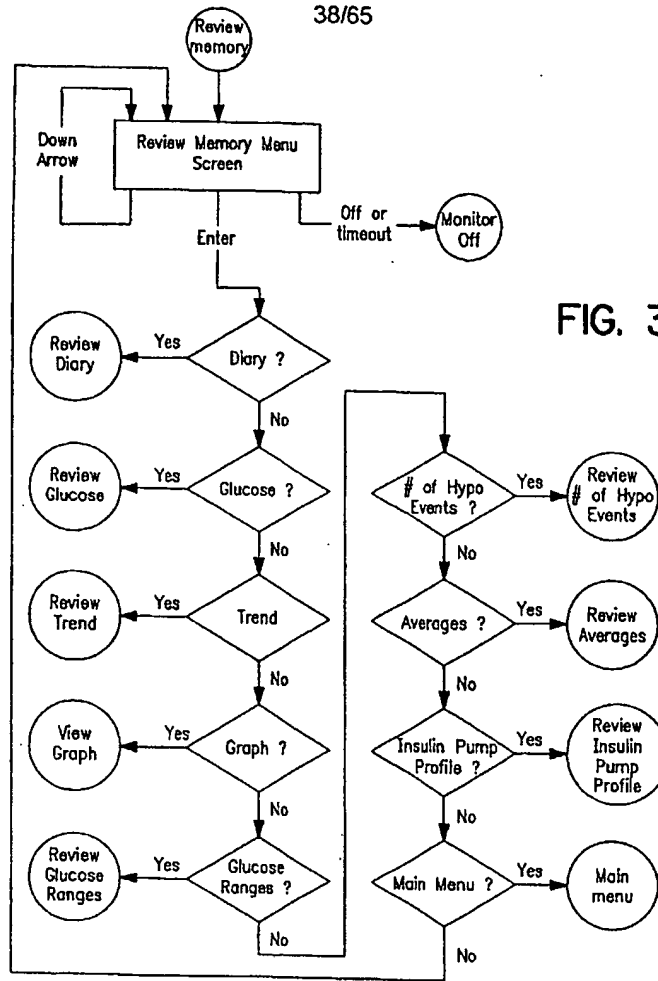 38/65
Review
memory
Down
Arrow
Review Memory Menu
Screen
Enter
Off or
timeout
Monitor
Off
FIG. 3
Review
Diary
Yes
Diary ?
No
Review
Glucose
Yes
Glucose ?
No
Review
Trend
Yes
Trend
No
View
Graph
Yes
Graph ?
No
Review
Glucose
Ranges
Yes
Glucose
Ranges ?
No
# of Hypo
Events ?
Yes
Review
# of Hypo
Events
No
Averages ?
Yes
Review
Averages
No
Insulin Pump
Profile ?
Yes
Review
Insulin
Pump
Profile
No
Main Menu ?
Yes
Main
menu
No